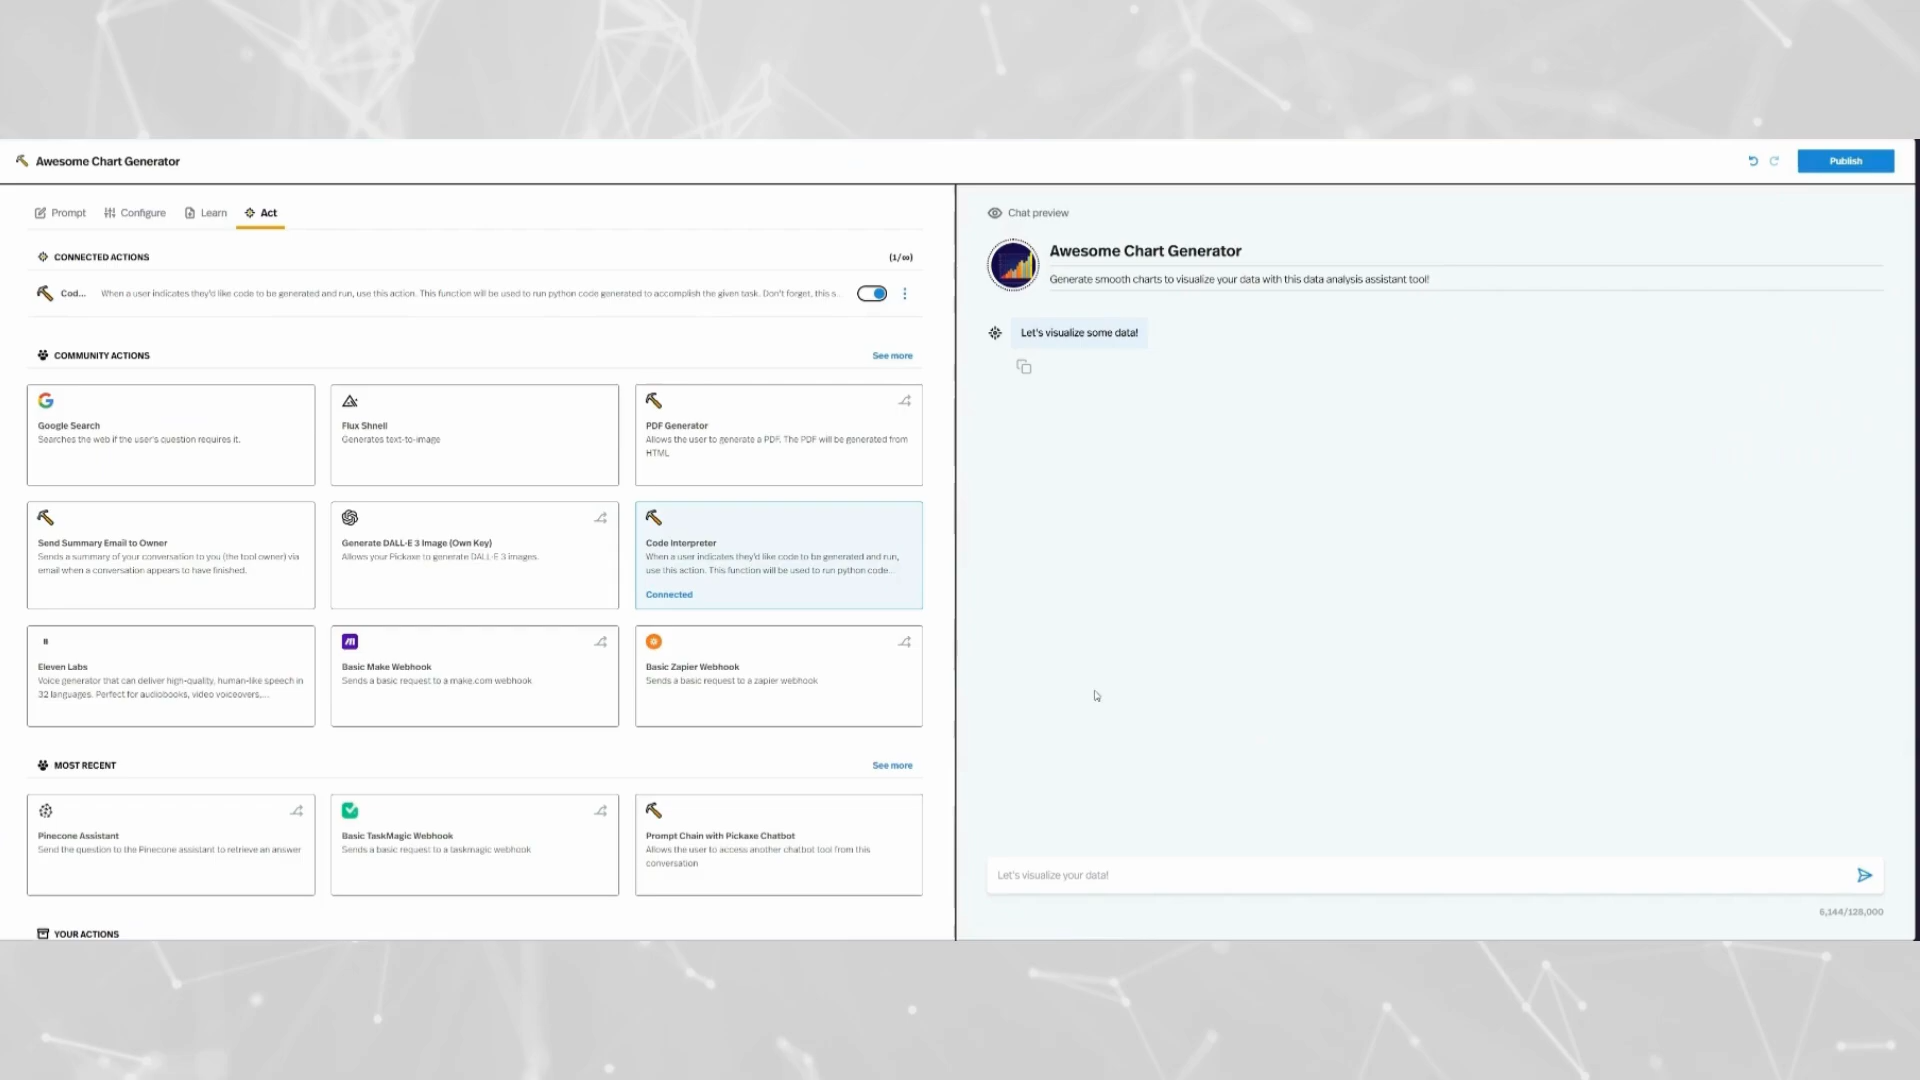 Awesome Chart Generator
Publish
Prompt
Configure
Learn
Act
CONNECTED ACTIONS
(1/∞)
Cod...
When a user indicates they'd like code to be generated and run, use this action. This function will be used to run python code generated to accomplish the given task. Don't forget, this s...
COMMUNITY ACTIONS
See more
Google Search
Searches the web if the user's question requires it.
Flux Shnell
Generates text-to-image
PDF Generator
Allows the user to generate a PDF. The PDF will be generated from
HTML
Send Summary Email to Owner
Sends a summary of your conversation to you (the tool owner) via
email when a conversation appears to have finished.
Generate DALL-E 3 Image (Own Key)
Allows your Pickaxe to generate DALL-E 3 images.
Code Interpreter
When a user indicates they'd like code to be generated and run,
use this action. This function will be used to run python code...
Connected
Eleven Labs
Voice generator that can deliver high-quality, human-like speech in
32 languages. Perfect for audiobooks, video voiceovers,...
Basic Make Webhook
Sends a basic request to a make.com webhook
Basic Zapier Webhook
Sends a basic request to a zapier webhook
MOST RECENT
See more
Pinecone Assistant
Send the question to the Pinecone assistant to retrieve an answer
Basic TaskMagic Webhook
Sends a basic request to a taskmagic webhook
Prompt Chain with Pickaxe Chatbot
Allows the user to access another chatbot tool from this
conversation
YOUR ACTIONS
Chat preview
Awesome Chart Generator
Generate smooth charts to visualize your data with this data analysis assistant tool!
Let's visualize some data!
Let's visualize your data!
6,144/128,000